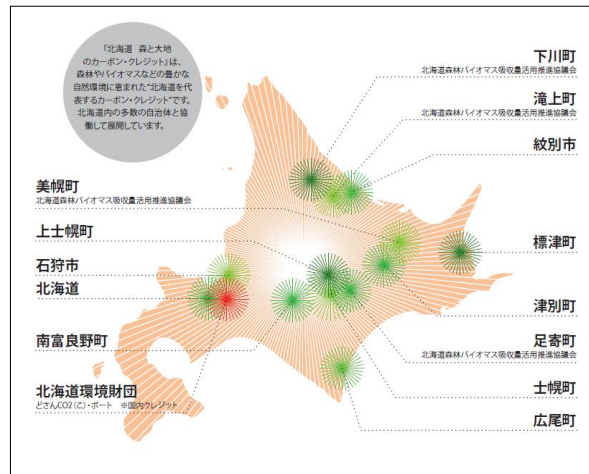 『北海道　森と大地
のカーボン・クレジット』は、
森林やバイオマスなどの豊かな
自然環境に恵まれた"北海道を代
表するカーボン・クレジット"です。
北海道内の多数の自治体と協
働して展開しています。
下川町
北海道森林バイオマス吸収量活用推進協議会
滝上町
北海道森林バイオマス吸収量活用推進協議会
紋別市
美幌町
北海道森林バイオマス吸収量活用推進協議会
上士幌町
石狩市
北海道
南富良野町
北海道環境財団
どさんCO2（こ）・ポート　※国内クレジット
標津町
津別町
足寄町
北海道森林バイオマス吸収量活用推進協議会
士幌町
広尾町